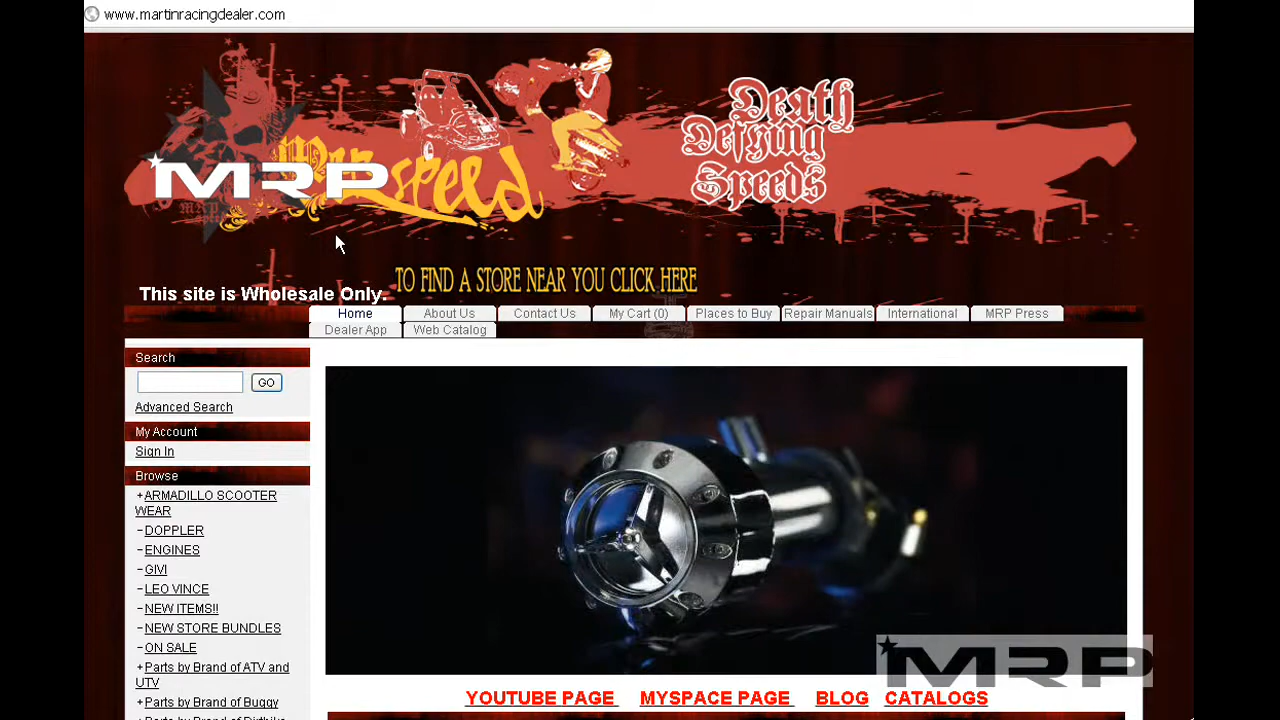 www.martinracingdealer.com
Death
Defying
Speeds
MRP speed
TO FIND A STORE NEAR YOU CLICK HERE
This site is Wholesale Only.
Home About Us Contact Us My Cart (0) Places to Buy Repair Manuals International MRP Press
Dealer App Web Catalog
Search
GO
Advanced Search
My Account
Sign In
Browse
+ARMADILLO SCOOTER
WEAR
-DOPPLER
-ENGINES
-GIVI
-LEO VINCE
-NEW ITEMS!!
-NEW STORE BUNDLES
-ON SALE
+Parts by Brand of ATV and
UTV
-Parts by Brand of Buggy
MRP
YOUTUBE PAGE MYSPACE PAGE BLOG CATALOGS